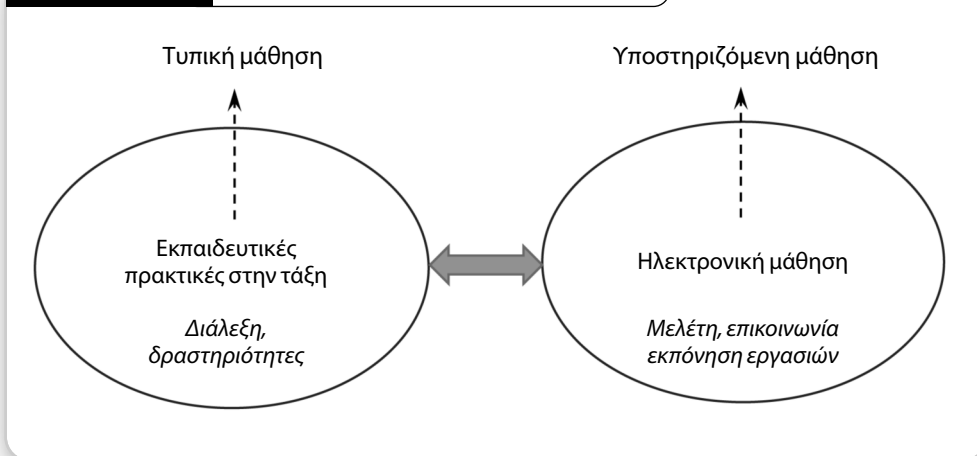 Τυπική μάθηση
Υποστηριζόμενη μάθηση
Εκπαιδευτικές
πρακτικές στην τάξη
Διάλεξη,
δραστηριότητες
Ηλεκτρονική μάθηση
Μελέτη, επικοινωνία
εκπόνηση εργασιών